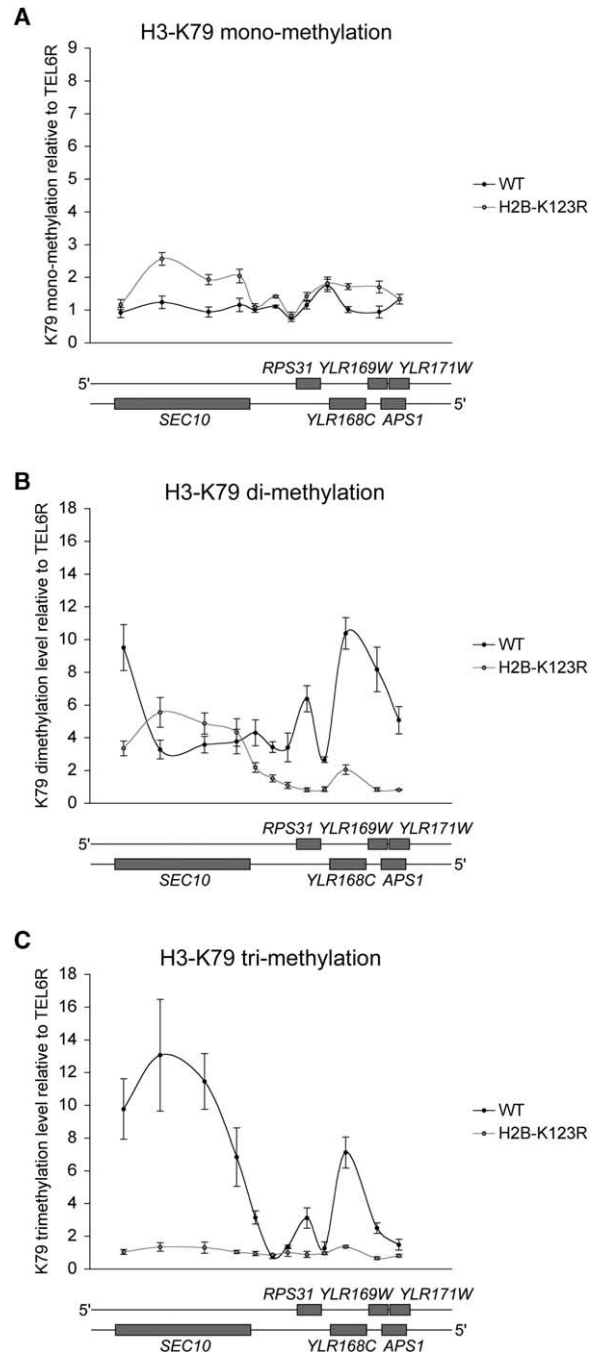 A
H3-K79 mono-methylation
K79 mono-methylation relative to TEL6R
9
8
7
6
5
4
3
2
1
0
WT
H2B-K123R
RPS31 YLR169W YLR171W
5'
5'
SEC10 YLR168C APS1
B
H3-K79 di-methylation
K79 dimethylation level relative to TEL6R
18
16
14
12
10
8
6
4
2
0
WT
H2B-K123R
RPS31 YLR169W YLR171W
5'
5'
SEC10 YLR168C APS1
C
H3-K79 tri-methylation
K79 trimethylation level relative to TEL6R
18
16
14
12
10
8
6
4
2
0
WT
H2B-K123R
RPS31 YLR169W YLR171W
5'
5'
SEC10 YLR168C APS1